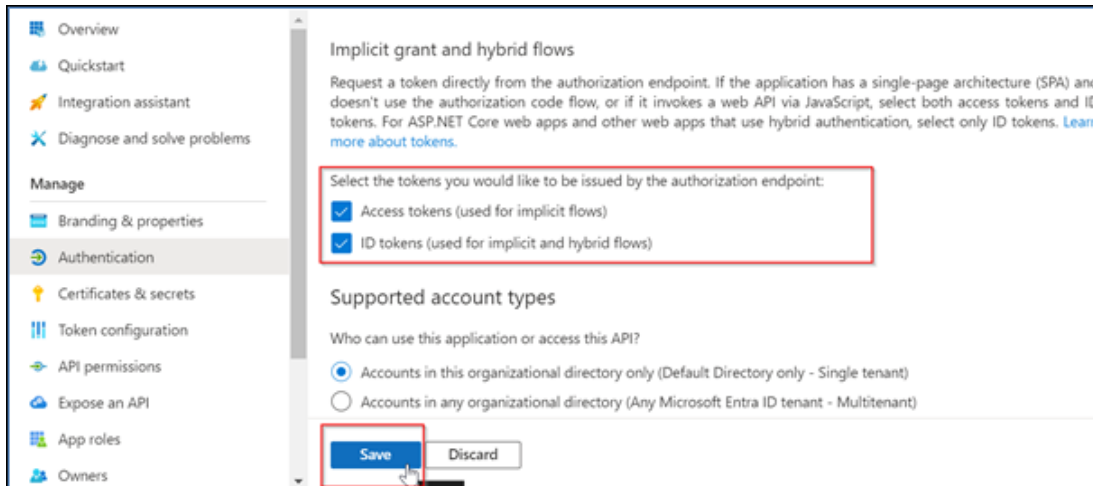 Overview
Quickstart
Integration assistant
Diagnose and solve problems
Manage
Branding & properties
Authentication
Certificates & secrets
Token configuration
API permissions
Expose an API
App roles
Owners
Implicit grant and hybrid flows
Request a token directly from the authorization endpoint. If the application has a single-page architecture (SPA) and
doesn't use the authorization code flow, or if it invokes a web API via JavaScript, select both access tokens and ID
tokens. For ASP.NET Core web apps and other web apps that use hybrid authentication, select only ID tokens. Learn
more about tokens.
Select the tokens you would like to be issued by the authorization endpoint:
Access tokens (used for implicit flows)
ID tokens (used for implicit and hybrid flows)
Supported account types
Who can use this application or access this API?
Accounts in this organizational directory only (Default Directory only - Single tenant)
Accounts in any organizational directory (Any Microsoft Entra ID tenant - Multitenant)
Save
Discard